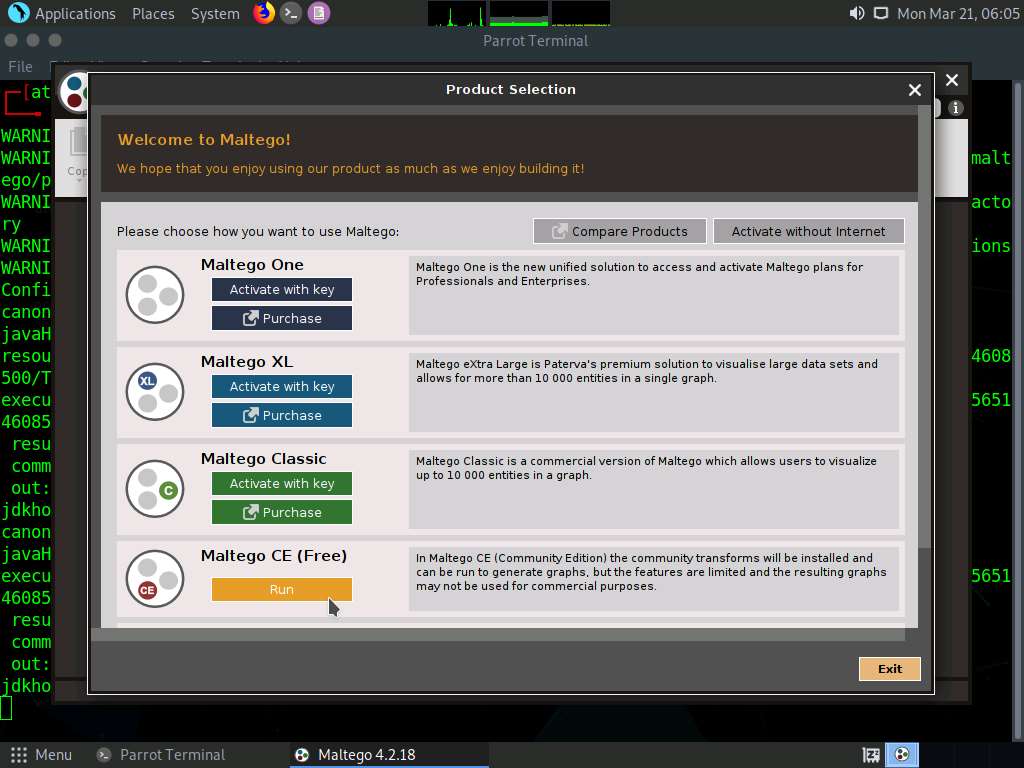 Applications Places System Mon Mar 21, 06:05
Parrot Terminal
File
[at
Product Selection
Welcome to Maltego!
We hope that you enjoy using our product as much as we enjoy building it!
Please choose how you want to use Maltego:
Compare Products
Activate without Internet
Maltego One
Activate with key
Purchase
Maltego One is the new unified solution to access and activate Maltego plans for
Professionals and Enterprises.
XL
Maltego XL
Activate with key
Purchase
Maltego eXtra Large is Paterva's premium solution to visualise large data sets and
allows for more than 10 000 entities in a single graph.
C
Maltego Classic
Activate with key
Purchase
Maltego Classic is a commercial version of Maltego which allows users to visualize
up to 10 000 entities in a graph.
CE
Maltego CE (Free)
Run
In Maltego CE (Community Edition) the community transforms will be installed and
can be run to generate graphs, but the features are limited and the resulting graphs
may not be used for commercial purposes.
Exit
Cop
WARNI
WARNI malt
ego/p
WARNI acto
ry
WARNI ions
WARNI
Confi
canon
javaH
resou 4608
500/T
execu 5651
46085
resu
comm
out:
jdkho
canon
javaH
execu 5651
46085
resu
comm
out:
jdkho
Menu Parrot Terminal Maltego 4.2.18